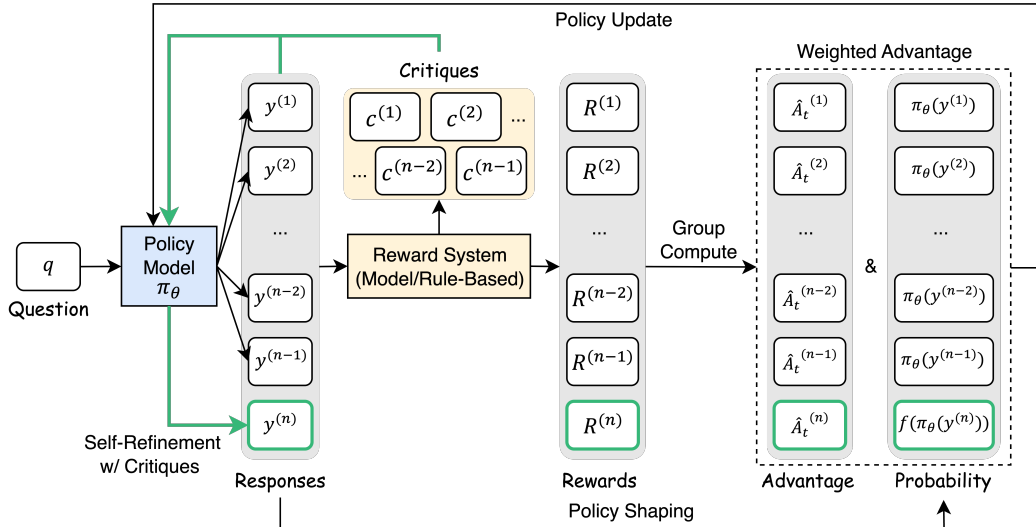 Policy Update
Weighted Advantage
Critiques
y^{(1)}
c^{(1)}
c^{(2)}
...
R^{(1)}
Â_t^{(1)}
π_θ(y^{(1)})
y^{(2)}
...
c^{(n-2)}
c^{(n-1)}
R^{(2)}
Â_t^{(2)}
π_θ(y^{(2)})
...
...
...
...
Policy
Model
π_θ
q
Question
Reward System
(Model/Rule-Based)
Group
Compute
&
y^{(n-2)}
R^{(n-2)}
Â_t^{(n-2)}
π_θ(y^{(n-2)})
y^{(n-1)}
R^{(n-1)}
Â_t^{(n-1)}
π_θ(y^{(n-1)})
y^{(n)}
R^{(n)}
Â_t^{(n)}
f(π_θ(y^{(n)}))
Self-Refinement
w/ Critiques
Responses
Rewards
Advantage
Probability
Policy Shaping